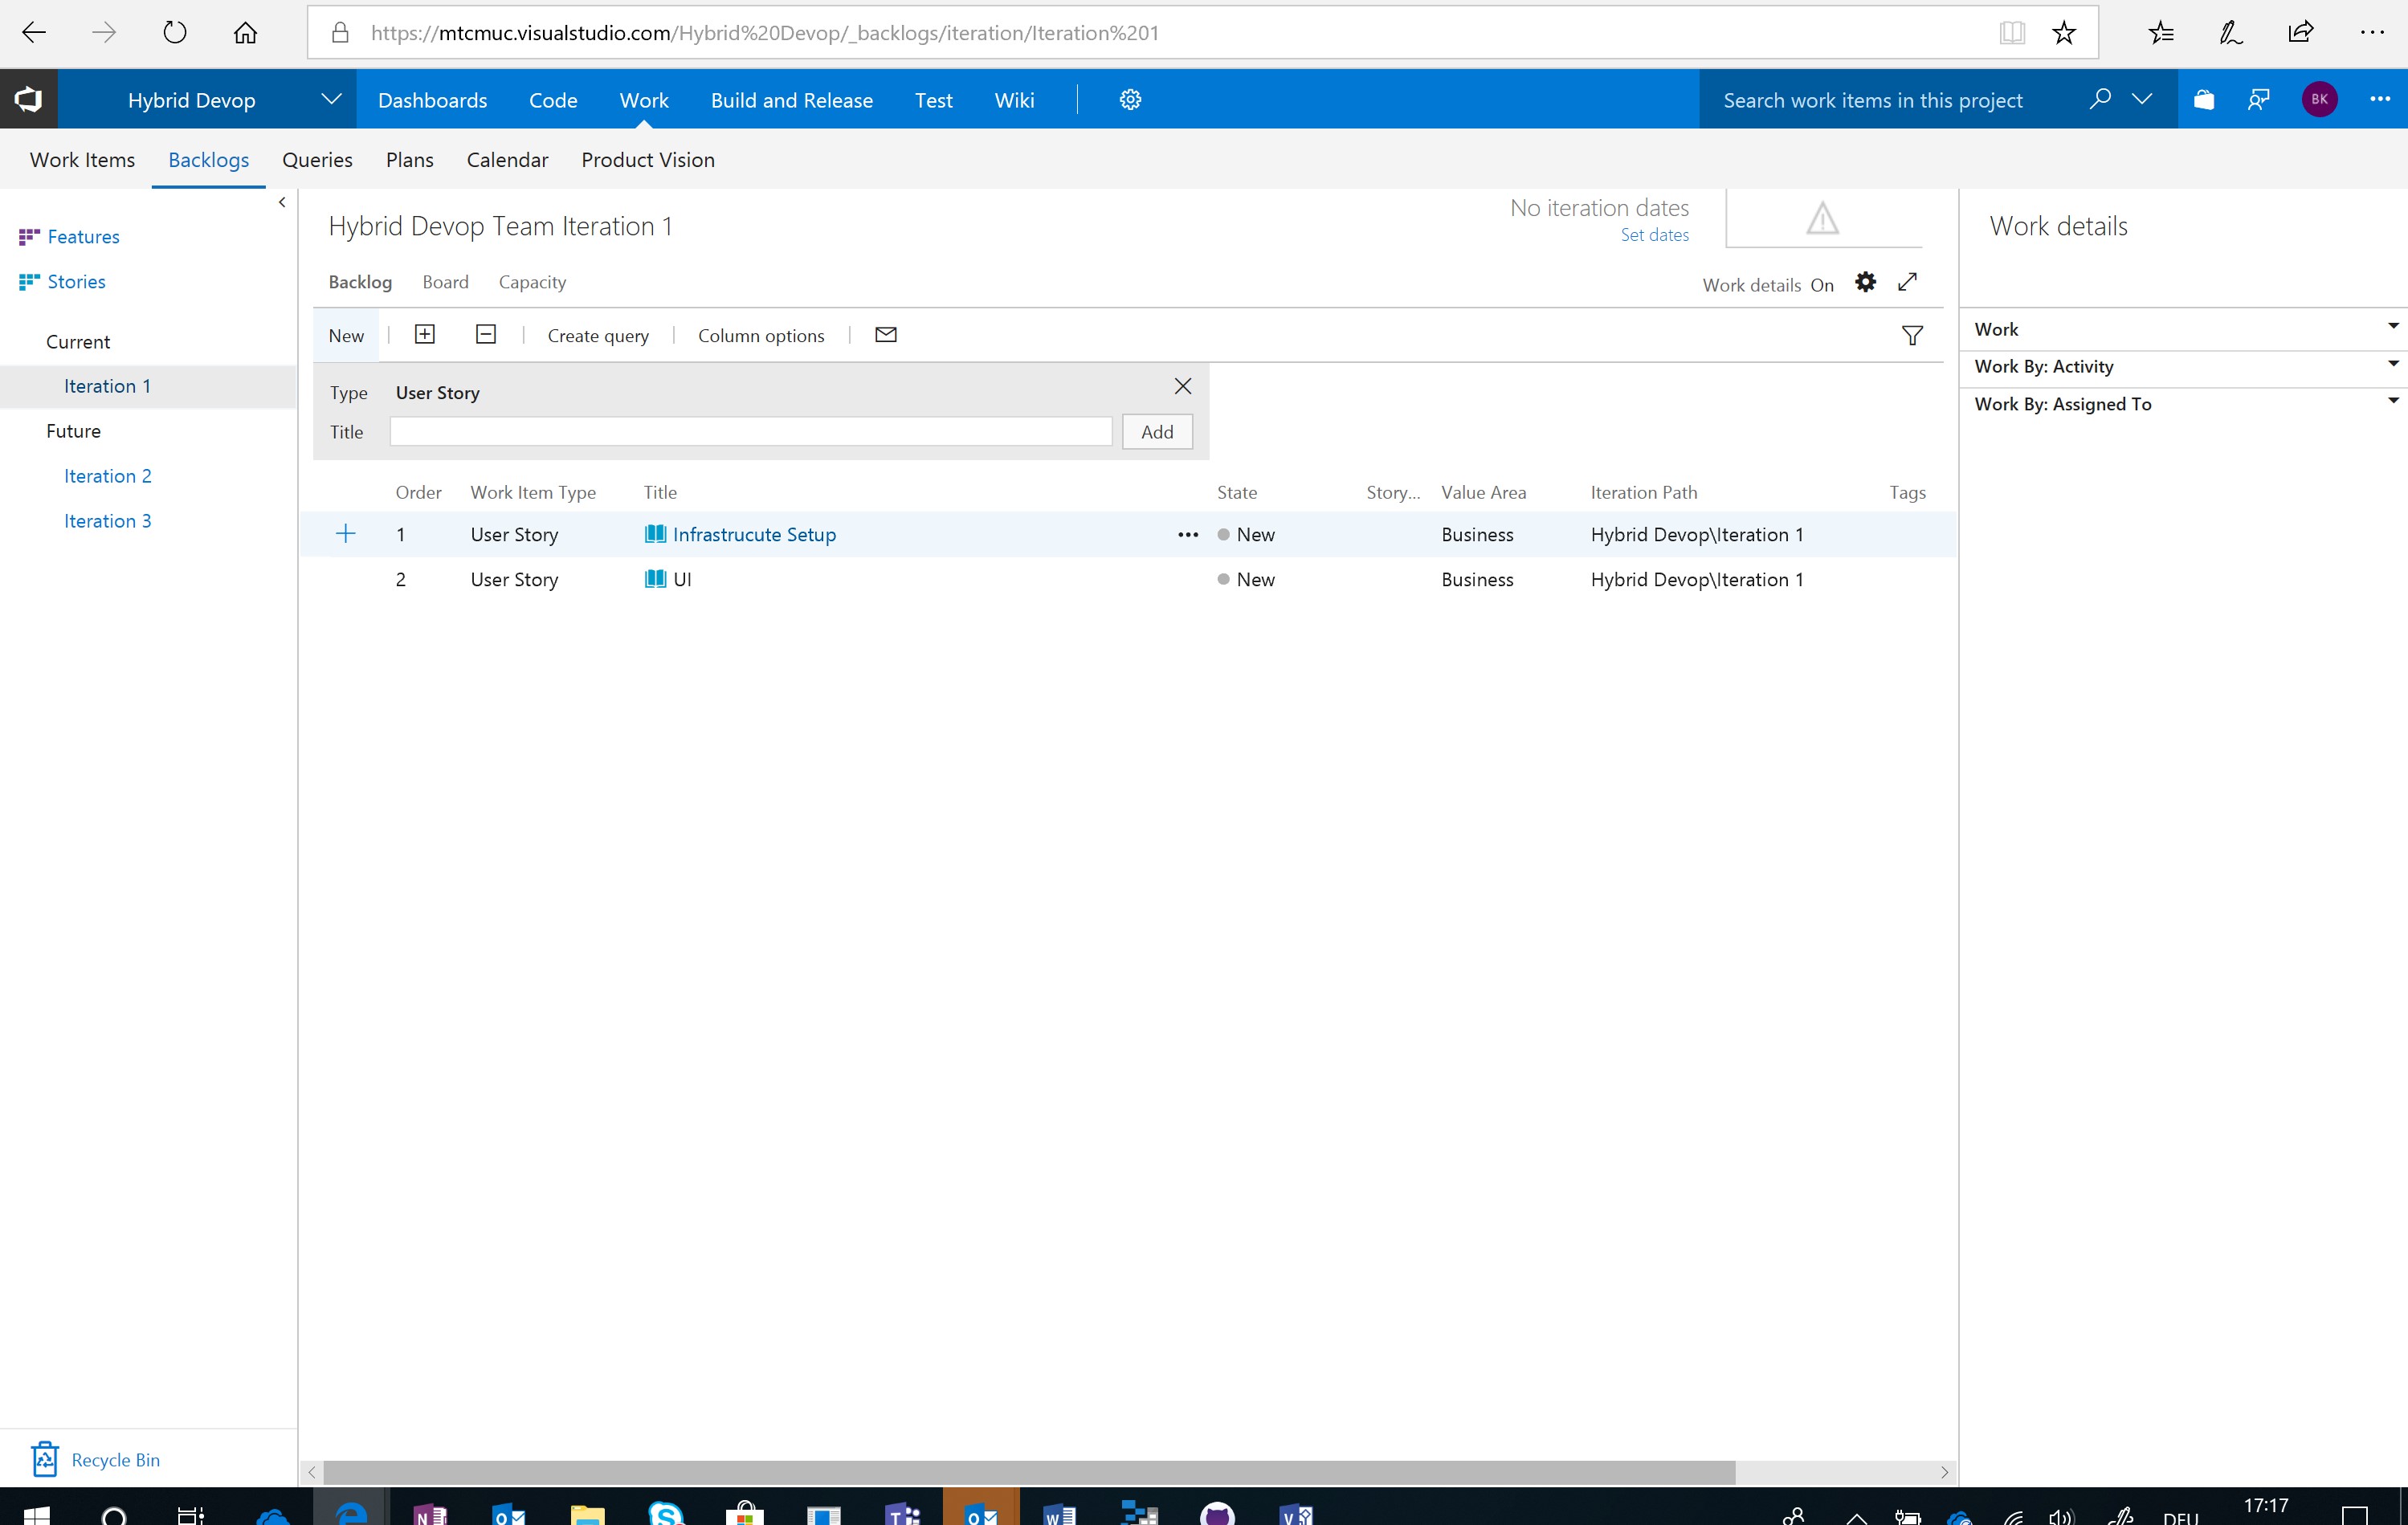 https://mtcmuc.visualstudio.com/Hybrid%20Devop/_backlogs/iteration/Iteration%201
Hybrid Devop Dashboards Code Work Build and Release Test Wiki Search work items in this project BK
Work Items Backlogs Queries Plans Calendar Product Vision
Features
Stories
Current
Iteration 1
Future
Iteration 2
Iteration 3
Recycle Bin
Hybrid Devop Team Iteration 1
No iteration dates
Set dates
Backlog Board Capacity
Work details On
New Create query Column options
Type User Story
Title Add
Order Work Item Type Title State Story... Value Area Iteration Path Tags
1 User Story Infrastrucute Setup New Business Hybrid Devop\Iteration 1
2 User Story UI New Business Hybrid Devop\Iteration 1
Work details
Work
Work By: Activity
Work By: Assigned To
DEU
17:17